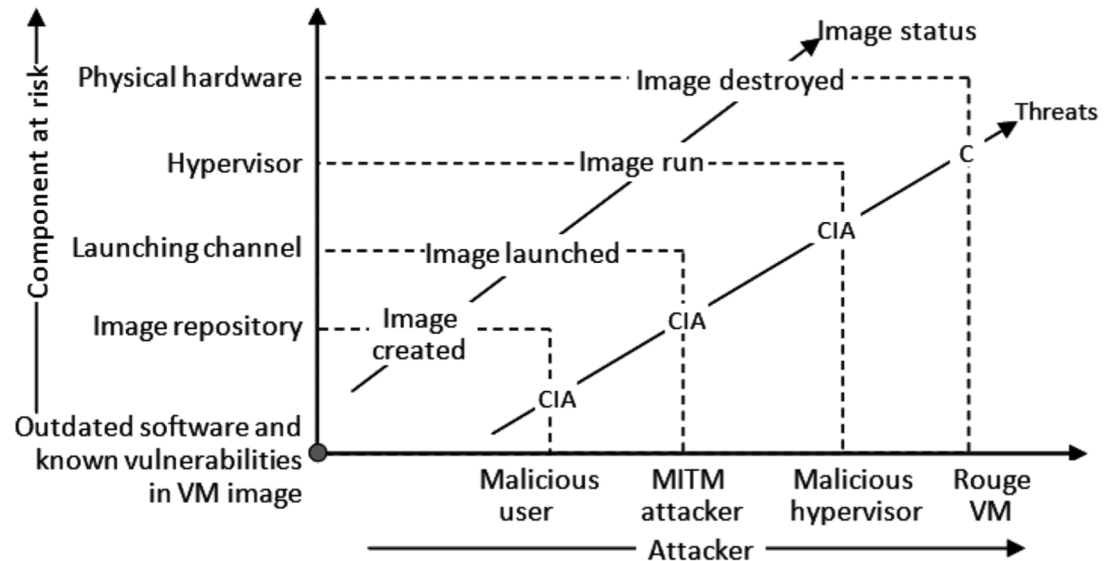 Image status
Physical hardware
Image destroyed
Threats
Component at risk
Hypervisor
Image run
C
CIA
Launching channel
Image launched
Image repository
Image
created
CIA
CIA
Outdated software and
known vulnerabilities
in VM image
Malicious
user
MITM
attacker
Malicious
hypervisor
Rouge
VM
Attacker